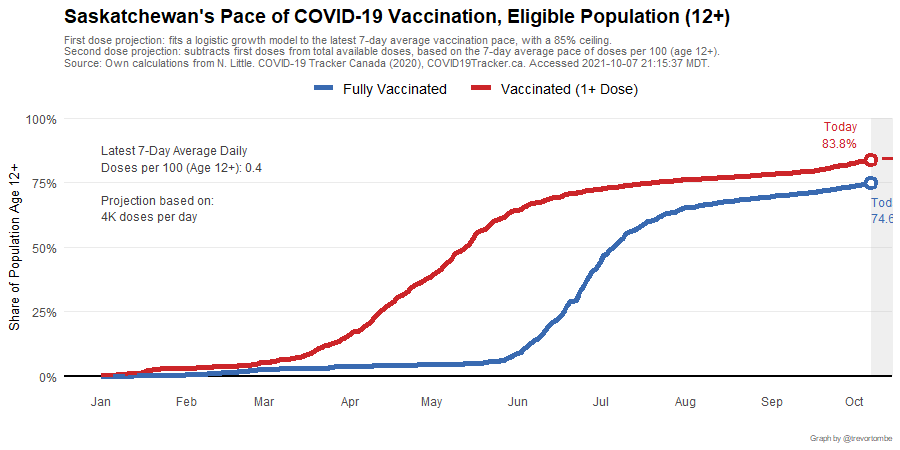 Saskatchewan's Pace of COVID-19 Vaccination, Eligible Population (12+)
First dose projection: fits a logistic growth model to the latest 7-day average vaccination pace, with a 85% ceiling.
Second dose projection: subtracts first doses from total available doses, based on the 7-day average pace of doses per 100 (age 12+).
Source: Own calculations from N. Little. COVID-19 Tracker Canada (2020), COVID19Tracker.ca. Accessed 2021-10-07 21:15:37 MDT.
Fully Vaccinated
Vaccinated (1+ Dose)
Share of Population Age 12+
100%
75%
50%
25%
0%
Latest 7-Day Average Daily
Doses per 100 (Age 12+): 0.4
Projection based on:
4K doses per day
Today
83.8%
Tod
74.6
Jan
Feb
Mar
Apr
May
Jun
Jul
Aug
Sep
Oct
Graph by @trevortombe